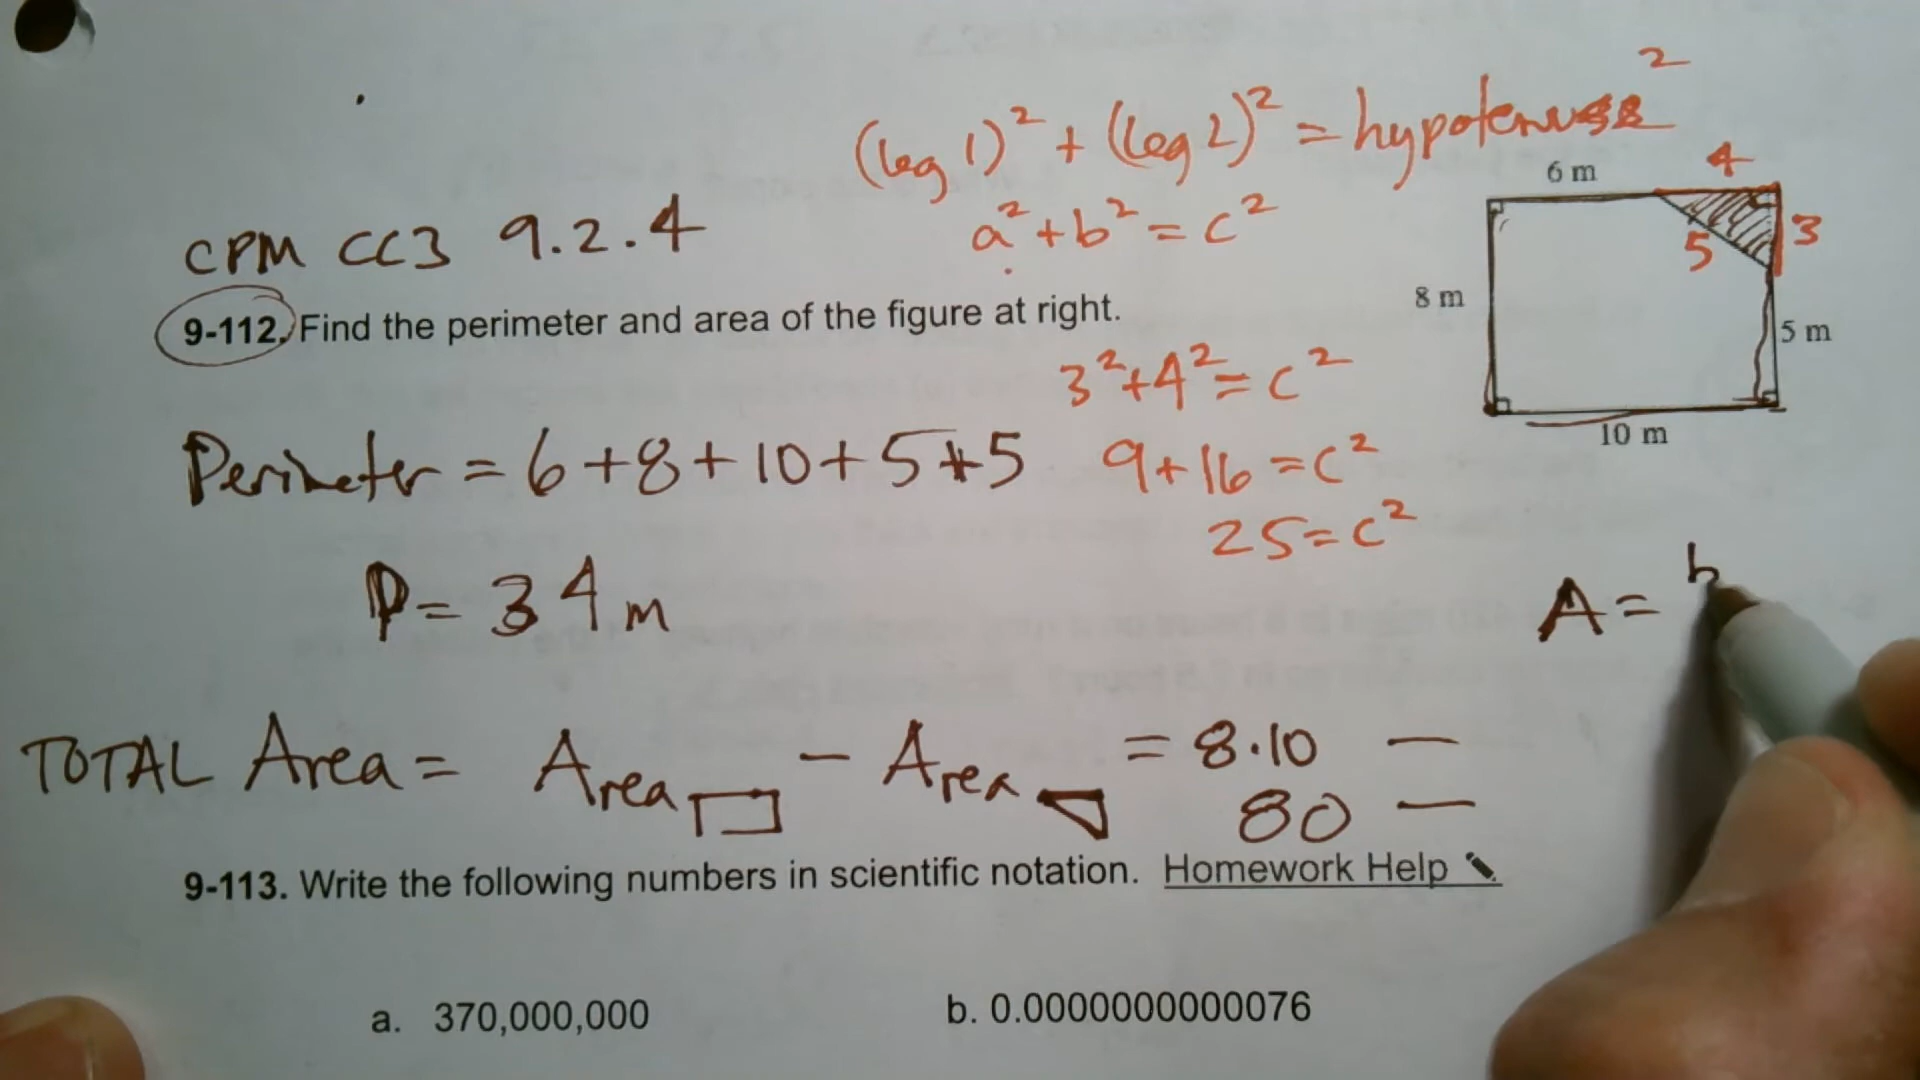 (leg 1)² + (leg 2)² = hypotenuse²
a² + b² = c²
CPM CC3 9.2.4
9-112. Find the perimeter and area of the figure at right.
6 m
4
3
5
8 m
5 m
10 m
3² + 4² = c²
Perimeter = 6 + 8 + 10 + 5 + 5
9 + 16 = c²
25 = c²
P = 34 m
A = b
TOTAL Area = Area - Area = 8·10 —
80 —
9-113. Write the following numbers in scientific notation. Homework Help
a. 370,000,000
b. 0.0000000000076